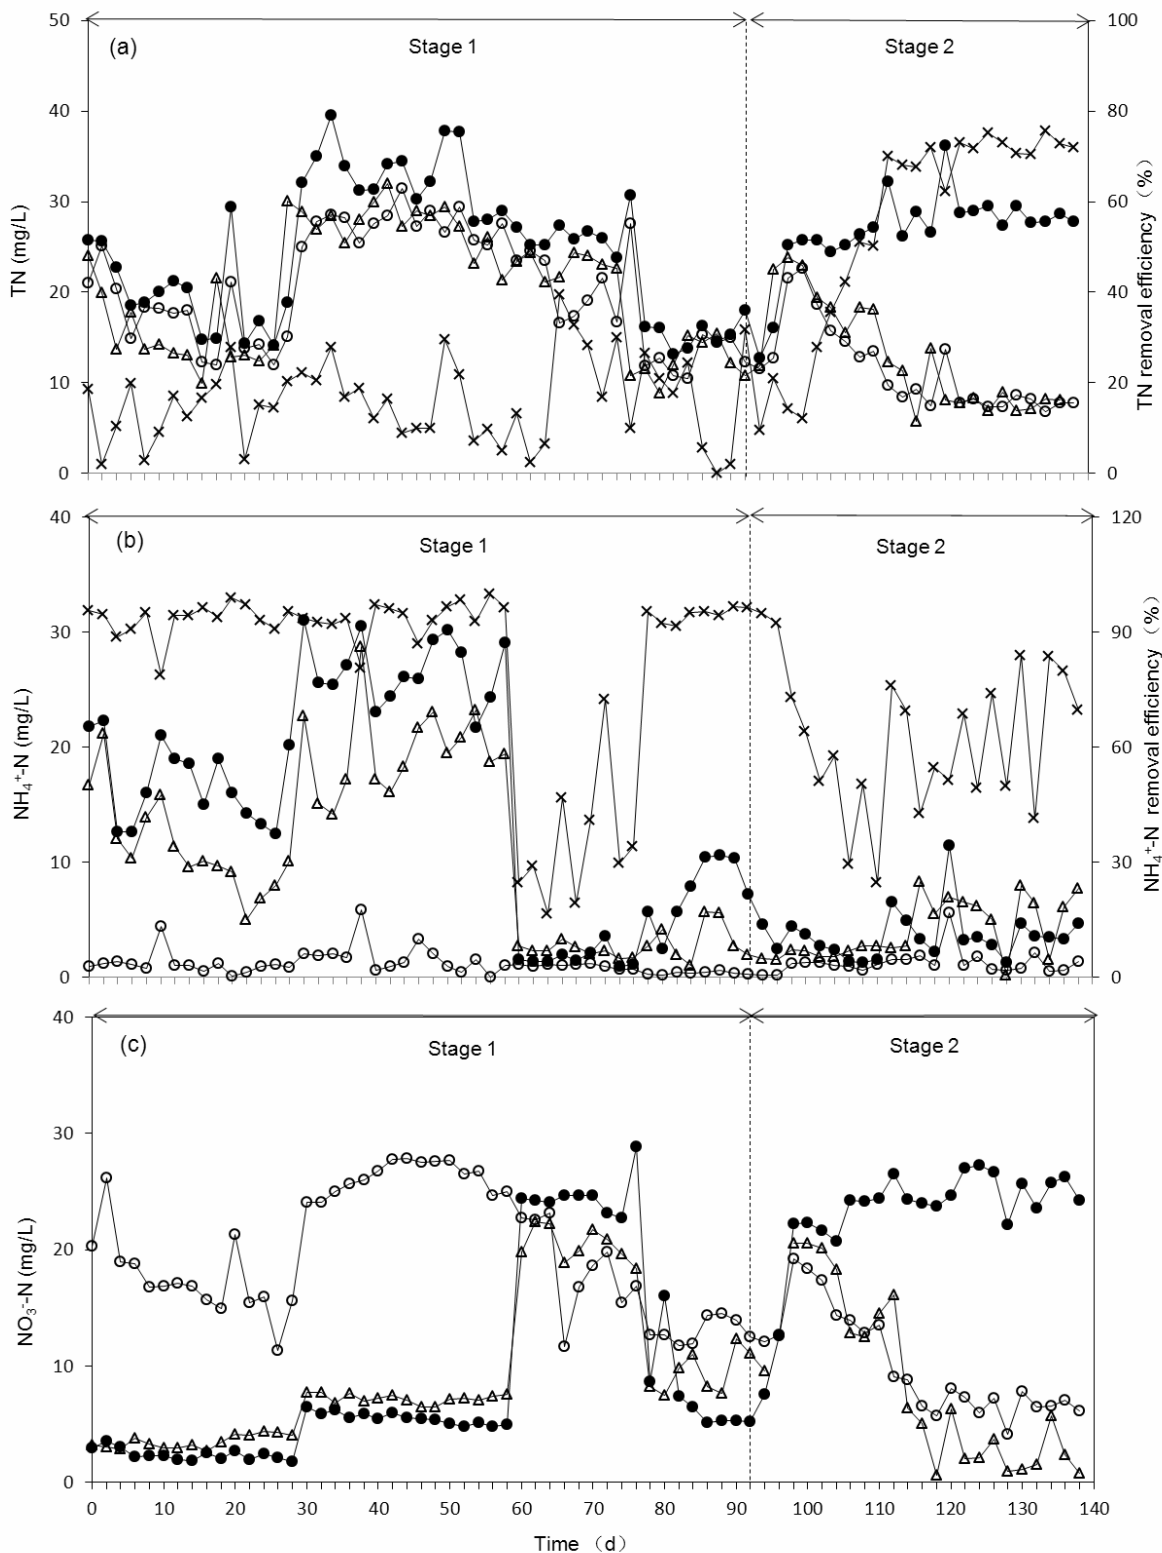 50
40
30
20
10
0
TN (mg/L)
(a)
Stage 1
Stage 2
100
80
60
40
20
0
TN removal efficiency (%)
40
30
20
10
0
NH₄⁺-N (mg/L)
(b)
Stage 1
Stage 2
120
90
60
30
0
NH₄⁺-N removal efficiency (%)
40
30
20
10
0
NO₃⁻-N (mg/L)
(c)
Stage 1
Stage 2
0 10 20 30 40 50 60 70 80 90 100 110 120 130 140
Time (d)